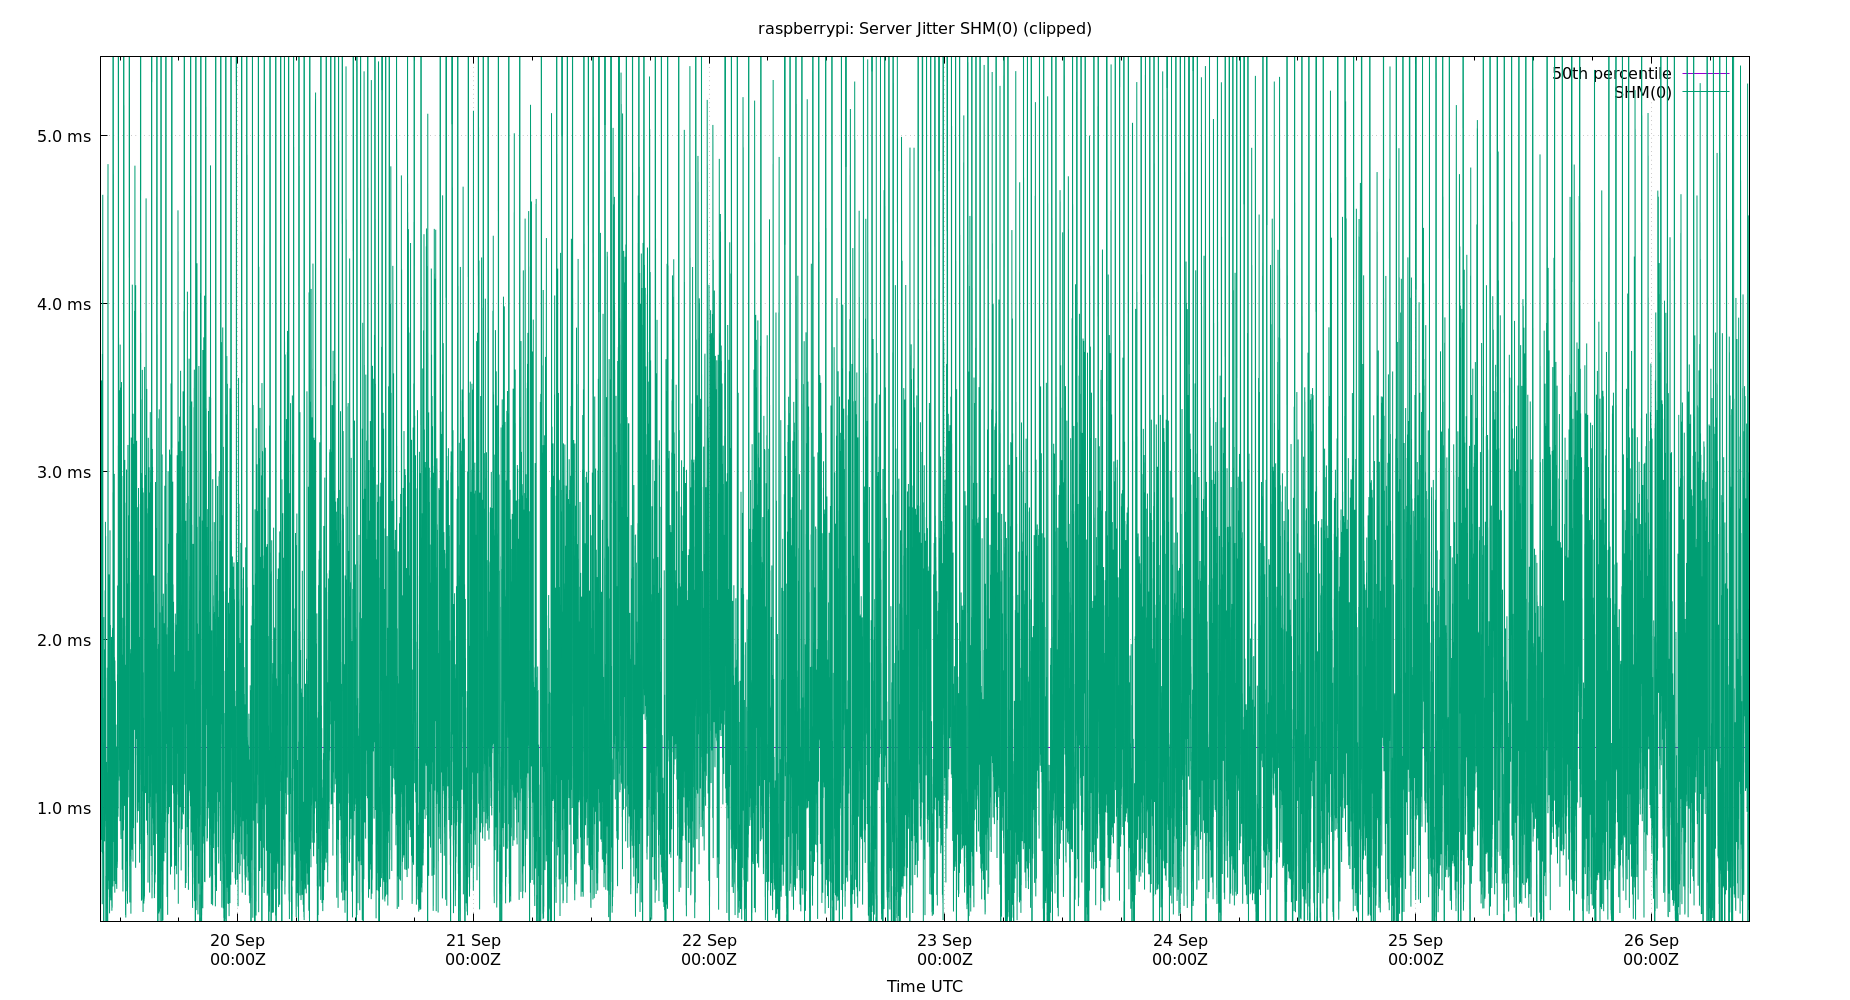 raspberrypi: Server Jitter SHM(0) (clipped)
50th percentile
SHM(0)
5.0 ms
4.0 ms
3.0 ms
2.0 ms
1.0 ms
20 Sep 21 Sep 22 Sep 23 Sep 24 Sep 25 Sep 26 Sep
00:00Z 00:00Z 00:00Z 00:00Z 00:00Z 00:00Z 00:00Z
Time UTC